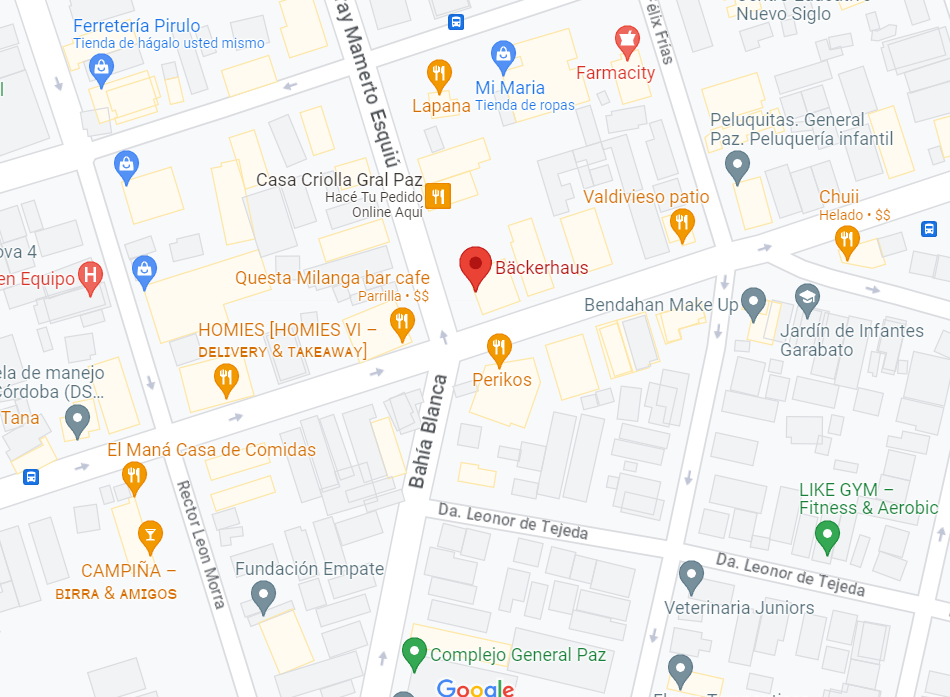 Ferretería Pirulo
Tienda de hágalo usted mismo
Nuevo Siglo
Félix Frías
Mamerto Esquiú
Farmacity
Mi Maria
Tienda de ropas
Lapana
Peluquitas. General
Paz. Peluquería infantil
Casa Criolla Gral Paz
Hacé Tu Pedido
Online Aquí
Valdivieso patio
Chuii
Helado • $$
ova 4
en Equipo
H
Questa Milanga bar cafe
Parrilla • $$
Bäckerhaus
Bendahan Make Up
Jardín de Infantes
Garabato
HOMIES [HOMIES VI –
DELIVERY & TAKEAWAY]
ela de manejo
Córdoba (DS...
Tana
Perikos
Bahía Blanca
El Maná Casa de Comidas
Rector Leon Morra
LIKE GYM –
Fitness & Aerobic
Da. Leonor de Tejeda
Da. Leonor de Tejeda
CAMPIÑA –
BIRRA & AMIGOS
Fundación Empate
Veterinaria Juniors
Complejo General Paz
Google